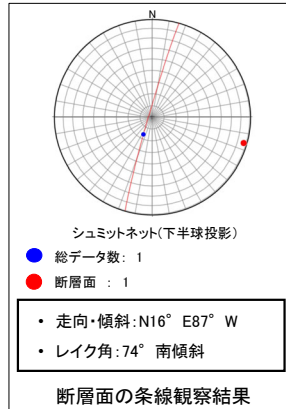 N
シュミットネット(下半球投影)
総データ数: 1
断層面 : 1
・ 走向・傾斜:N16° E87° W
・ レイク角:74° 南傾斜
断層面の条線観察結果